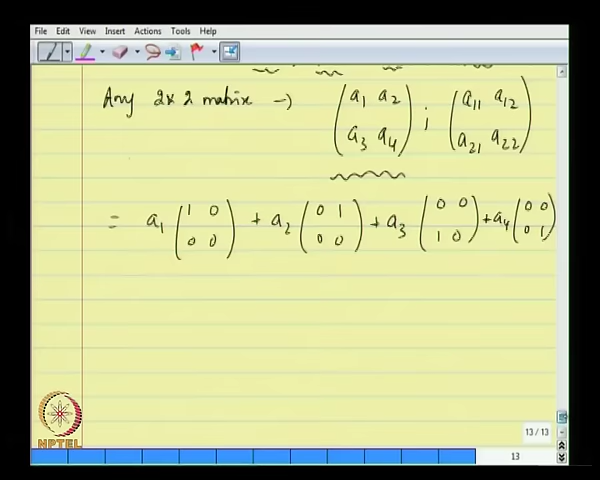 File Edit View Insert Actions Tools Help
Any 2x2 matrix → (a₁ a₂ a₃ a₄) ; (a₁₁ a₁₂ a₂₁ a₂₂)
= a₁ (1 0 0 0) + a₂ (0 1 0 0) + a₃ (0 0 1 0) + a₄ (0 0 0 1)
13 / 13
NPTEL
13